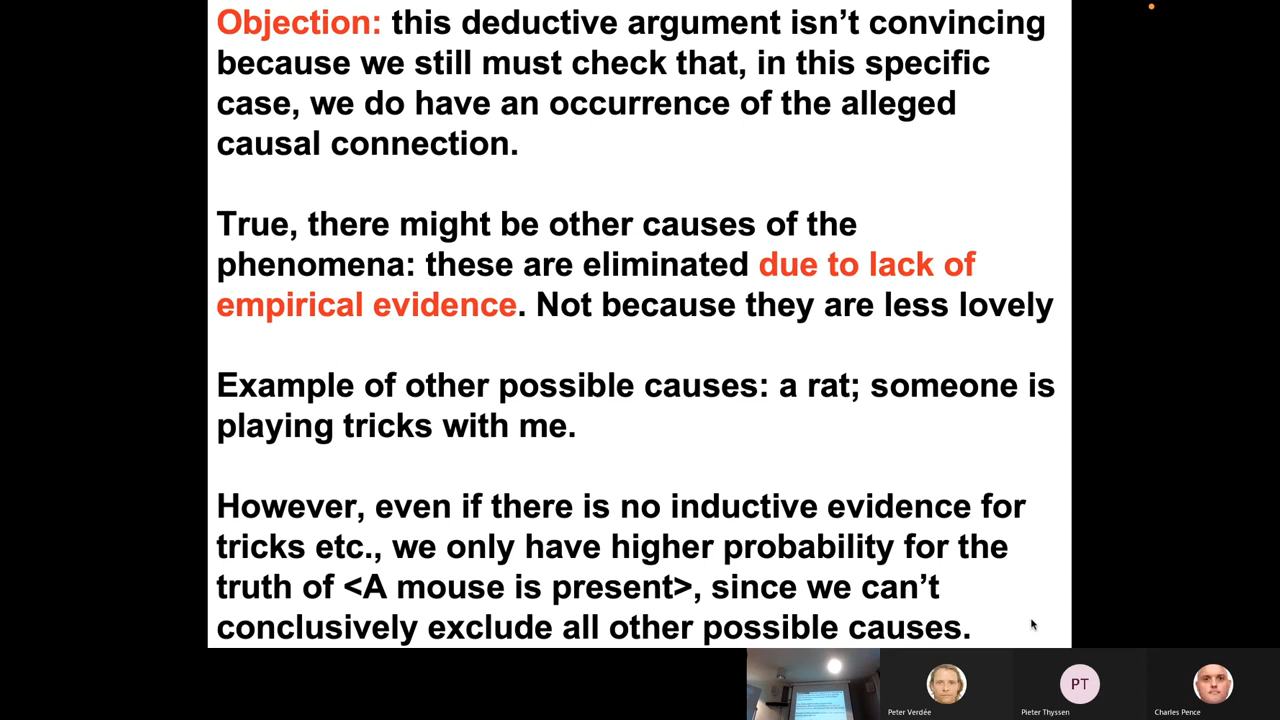 Objection: this deductive argument isn’t convincing
because we still must check that, in this specific
case, we do have an occurrence of the alleged
causal connection.
True, there might be other causes of the
phenomena: these are eliminated due to lack of
empirical evidence. Not because they are less lovely
Example of other possible causes: a rat; someone is
playing tricks with me.
However, even if there is no inductive evidence for
tricks etc., we only have higher probability for the
truth of <A mouse is present>, since we can’t
conclusively exclude all other possible causes.
PT
Peter Verdée
Pieter Thyssen
Charles Pence